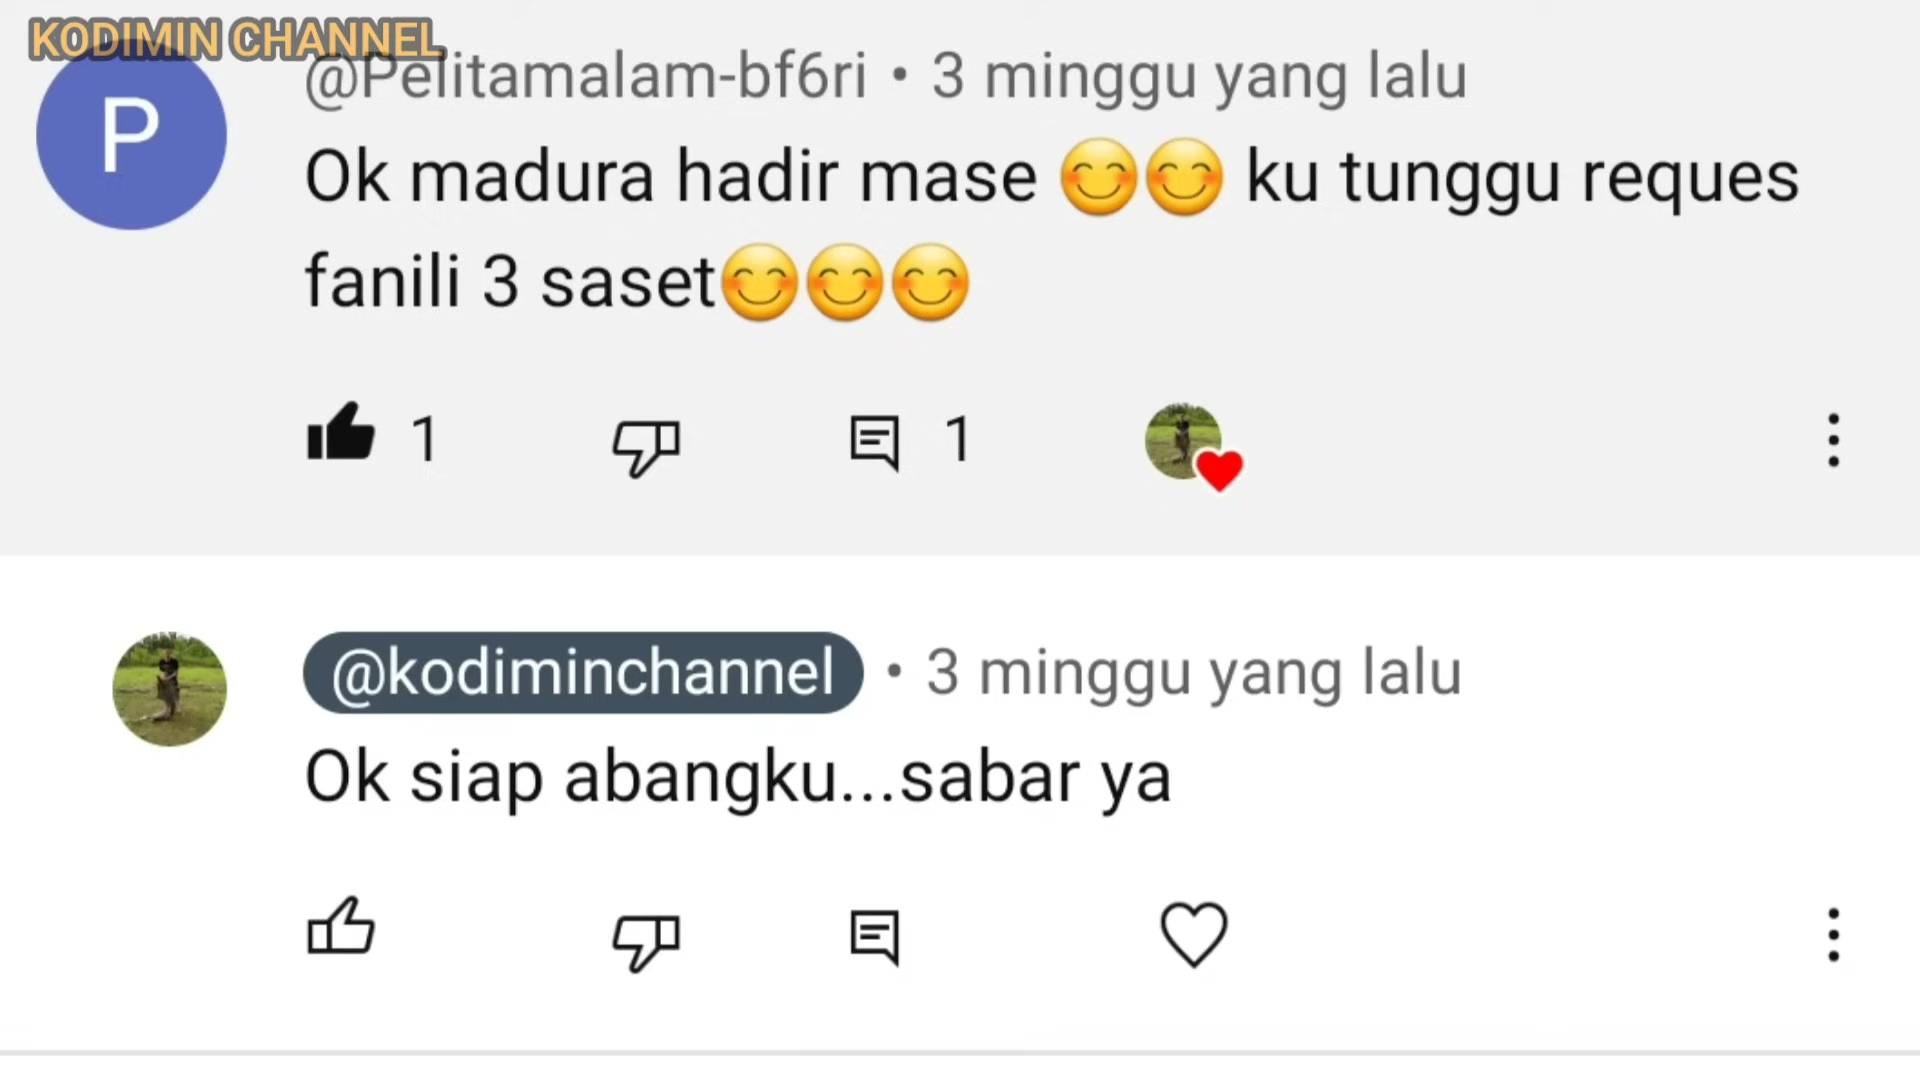 KODIMIN CHANNEL
@Pelitamalam-bf6ri • 3 minggu yang lalu
P
Ok madura hadir mase 😊😊 ku tunggu reques
fanili 3 saset😊😊😊
1 1
@kodiminchannel • 3 minggu yang lalu
Ok siap abangku...sabar ya